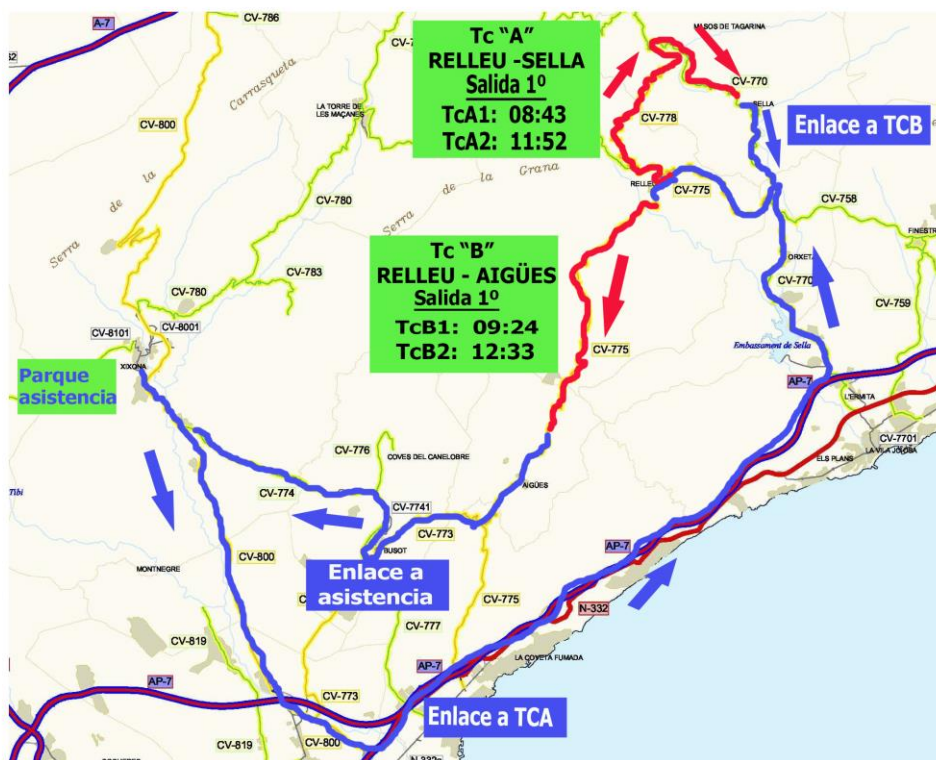 CV-786
A-7
Tc "A"
RELLEU -SELLA
Salida 1º
TcA1: 08:43
TcA2: 11:52
MASOS DE TAGARINA
CV-770
Carrasqueta
CV-800
LA TORRE DE
LES MAÇANES
CV-778
SELLA
Enlace a TCB
Serra de la Grana
RELLEU
CV-775
CV-780
CV-758
Serra de la
Tc "B"
RELLEU - AIGÜES
Salida 1º
TcB1: 09:24
TcB2: 12:33
FINESTR
ORXETA
CV-783
CV-780
CV-770
CV-759
CV-8101
CV-8001
CV-775
Embassament de Sella
XIXONA
Parque
asistencia
AP-7
L'ERMITA
CV-7701
LA VILA JOIOSA
CV-776
COVES DEL CANELOBRE
ELS PLANS
AIGÜES
Tibi
CV-774
CV-7741
CV-773
BUSOT
CV-800
AP-7
MONTNEGRE
Enlace a
asistencia
CV-775
N-332
CV-777
CV-819
LA COVETA FUMADA
AP-7
AP-7
CV-773
Enlace a TCA
CV-819
CV-800